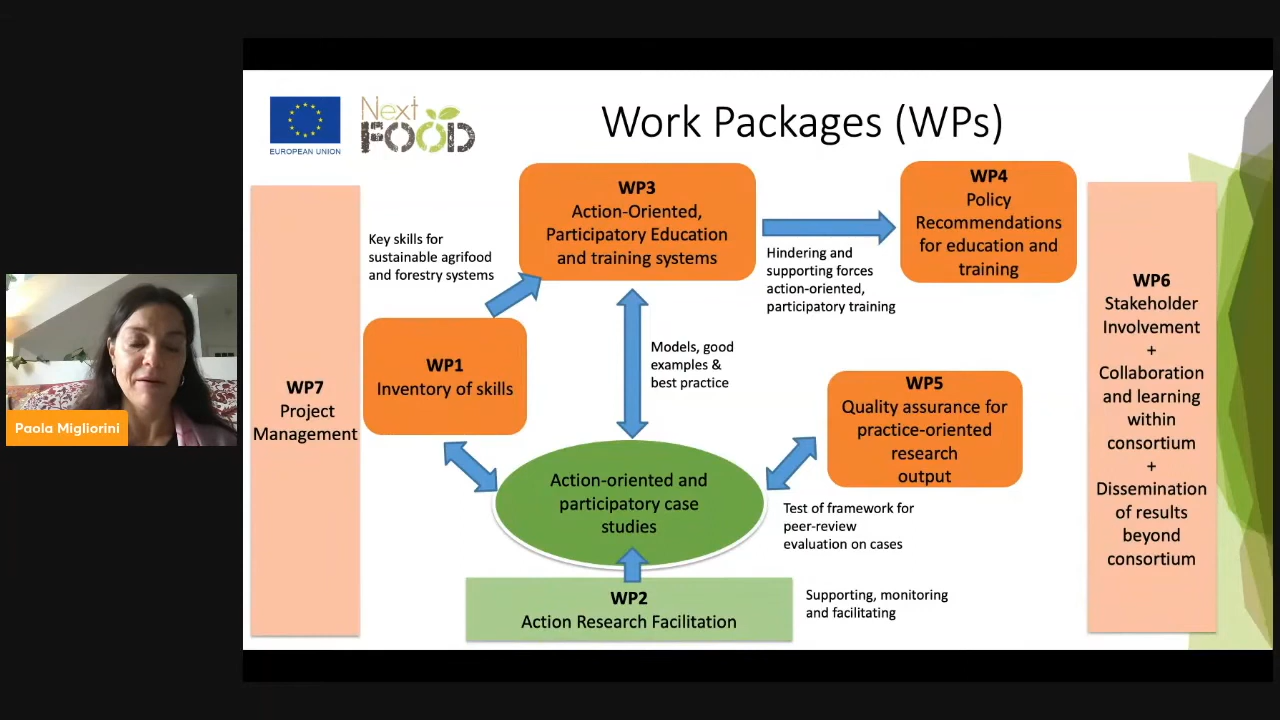 EUROPEAN UNION
Next
FOOD
Work Packages (WPs)
WP3
Action-Oriented,
Participatory Education
and training systems
WP4
Policy
Recommendations
for education and
training
Key skills for
sustainable agrifood
and forestry systems
Hindering and
supporting forces
action-oriented,
participatory training
WP1
Inventory of skills
Models, good
examples &
best practice
WP7
Project
Management
WP5
Quality assurance for
practice-oriented
research
output
WP6
Stakeholder
Involvement
+
Collaboration
and learning
within
consortium
+
Dissemination
of results
beyond
consortium
Paola Migliorini
Action-oriented and
participatory case
studies
Test of framework for
peer-review
evaluation on cases
WP2
Action Research Facilitation
Supporting, monitoring
and facilitating